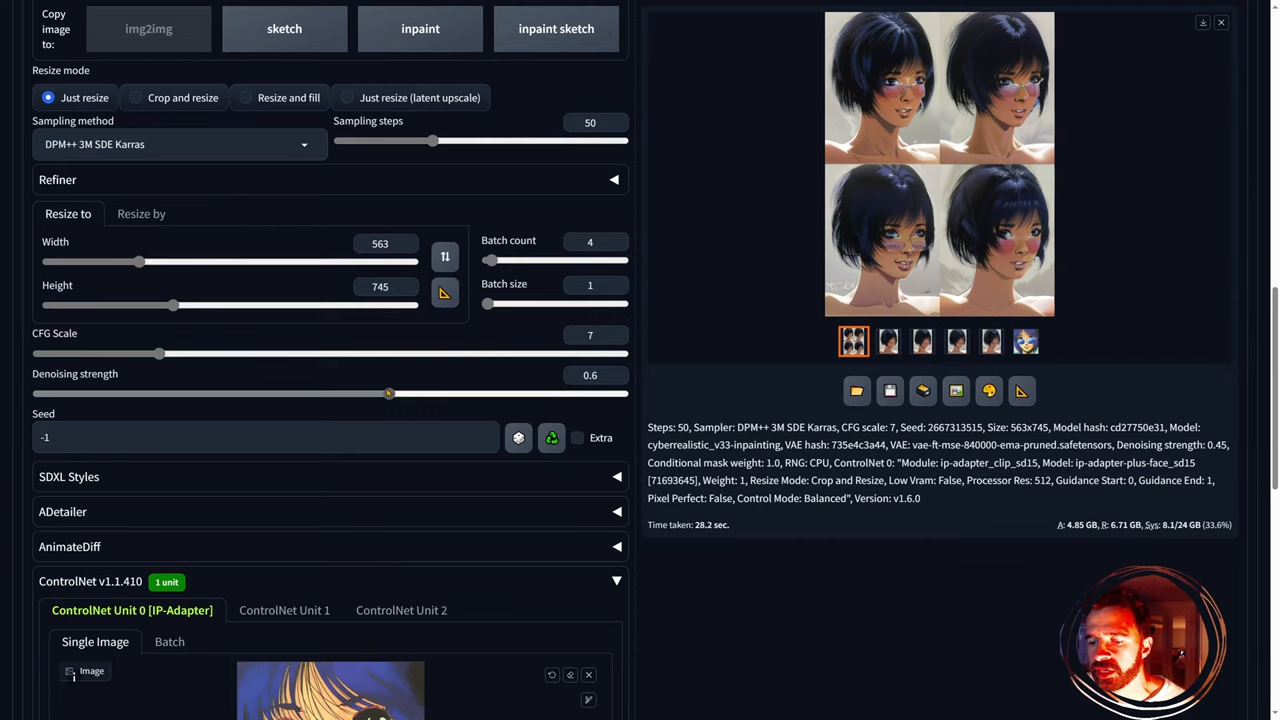 Copy
image
to:
img2img
sketch
inpaint
inpaint sketch
Resize mode
Just resize
Crop and resize
Resize and fill
Just resize (latent upscale)
Sampling method
Sampling steps
50
DPM++ 3M SDE Karras
Refiner
Resize to
Resize by
Width
563
Height
745
Batch count
4
Batch size
1
CFG Scale
7
Denoising strength
0.6
Seed
-1
Extra
SDXL Styles
ADetailer
AnimateDiff
ControlNet v1.1.410
1 unit
ControlNet Unit 0 [IP-Adapter]
ControlNet Unit 1
ControlNet Unit 2
Single Image
Batch
Image
Steps: 50, Sampler: DPM++ 3M SDE Karras, CFG scale: 7, Seed: 2667313515, Size: 563x745, Model hash: cd27750e31, Model:
cyberrealistic_v33-inpainting, VAE hash: 735e4c3a44, VAE: vae-ft-mse-840000-ema-pruned.safetensors, Denoising strength: 0.45,
Conditional mask weight: 1.0, RNG: CPU, ControlNet 0: "Module: ip-adapter_clip_sd15, Model: ip-adapter-plus-face_sd15
[71693645], Weight: 1, Resize Mode: Crop and Resize, Low Vram: False, Processor Res: 512, Guidance Start: 0, Guidance End: 1,
Pixel Perfect: False, Control Mode: Balanced", Version: v1.6.0
Time taken: 28.2 sec.
A: 4.85 GB, R: 6.71 GB, Sys: 8.1/24 GB (33.6%)